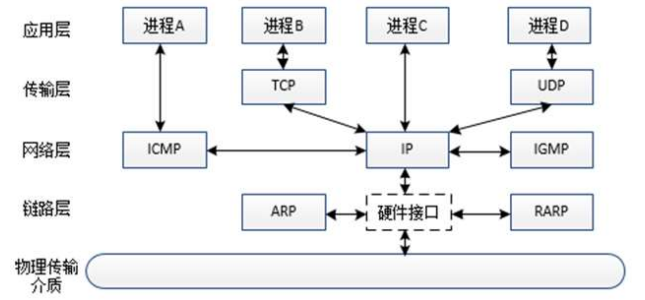 应用层 进程A 进程B 进程C 进程D
传输层 TCP UDP
网络层 ICMP IP IGMP
链路层 ARP 硬件接口 RARP
物理传输
介质